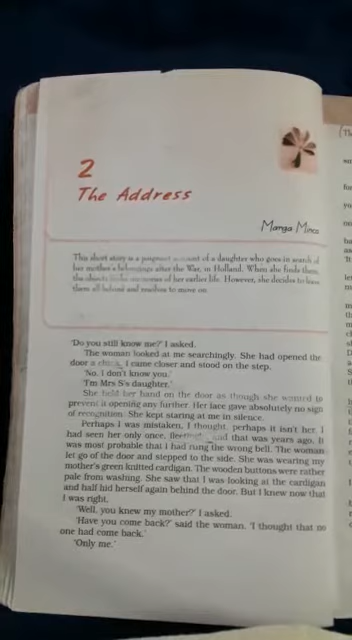 2
The Address
Marga Minco
This short story is a poignant account of a daughter who goes in search of
her mother's belongings after the War, in Holland. When she finds them,
the objects evoke memories of her earlier life. However, she decides to leave
them all behind and resolves to move on.
'Do you still know me?' I asked.
The woman looked at me searchingly. She had opened the
door a chink. I came closer and stood on the step.
'No, I don't know you.'
'I'm Mrs S's daughter.'
She held her hand on the door as though she wanted to
prevent it opening any further. Her face gave absolutely no sign
of recognition. She kept staring at me in silence.
Perhaps I was mistaken, I thought, perhaps it isn't her. I
had seen her only once, fleetingly, and that was years ago. It
was most probable that I had rung the wrong bell. The woman
let go of the door and stepped to the side. She was wearing my
mother's green knitted cardigan. The wooden buttons were rather
pale from washing. She saw that I was looking at the cardigan
and half hid herself again behind the door. But I knew now that
I was right.
'Well, you knew my mother?' I asked.
'Have you come back?' said the woman. 'I thought that no
one had come back.'
'Only me.'